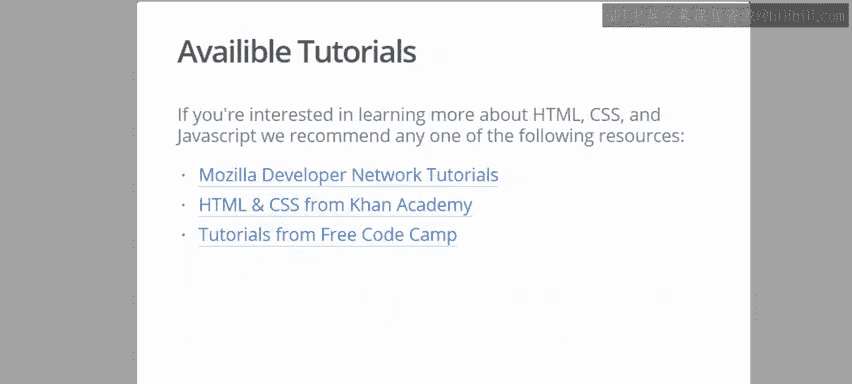 Availible Tutorials
If you're interested in learning more about HTML, CSS, and
Javascript we recommend any one of the following resources:
· Mozilla Developer Network Tutorials
· HTML & CSS from Khan Academy
· Tutorials from Free Code Camp